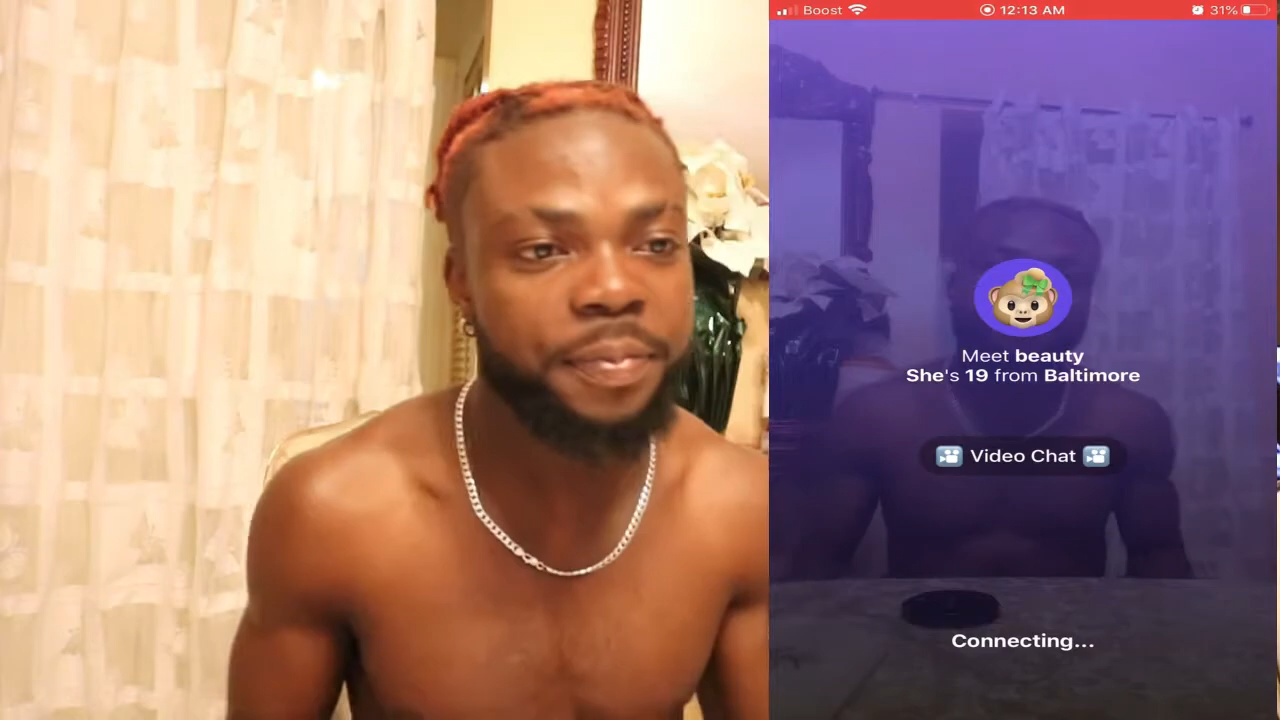 Boost 12:13 AM 31%
Meet beauty
She's 19 from Baltimore
Video Chat
Connecting...